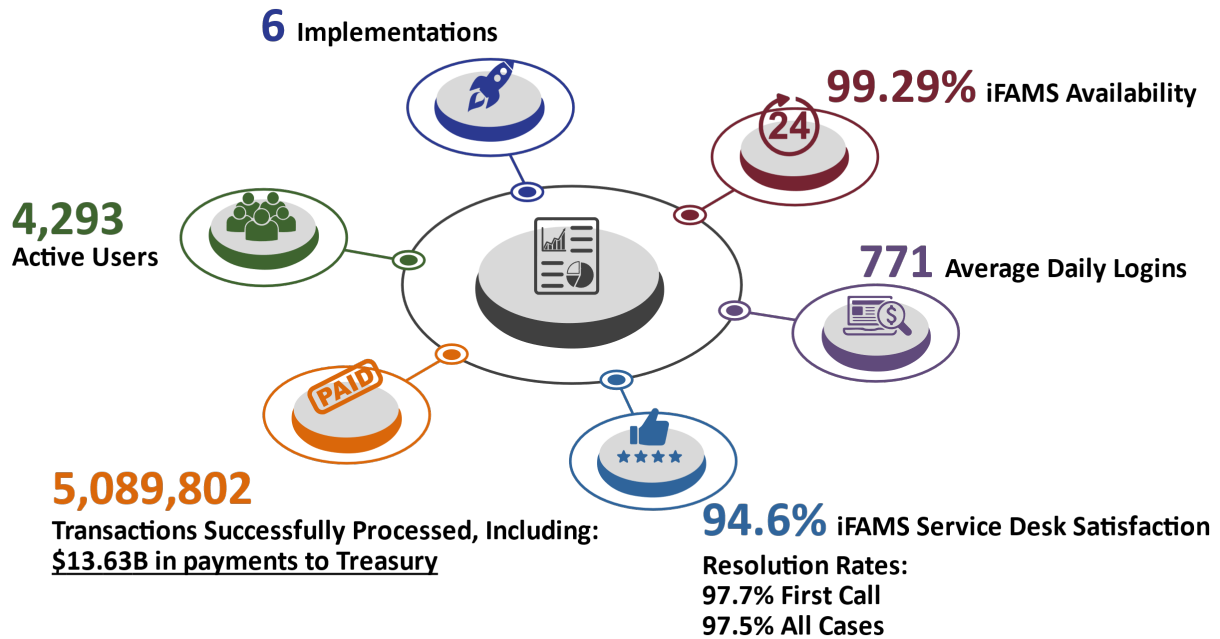 6 Implementations
99.29% iFAMS Availability
24
4,293
Active Users
771 Average Daily Logins
$
PAID
5,089,802
Transactions Successfully Processed, Including:
$13.63B in payments to Treasury
94.6% iFAMS Service Desk Satisfaction
Resolution Rates:
97.7% First Call
97.5% All Cases